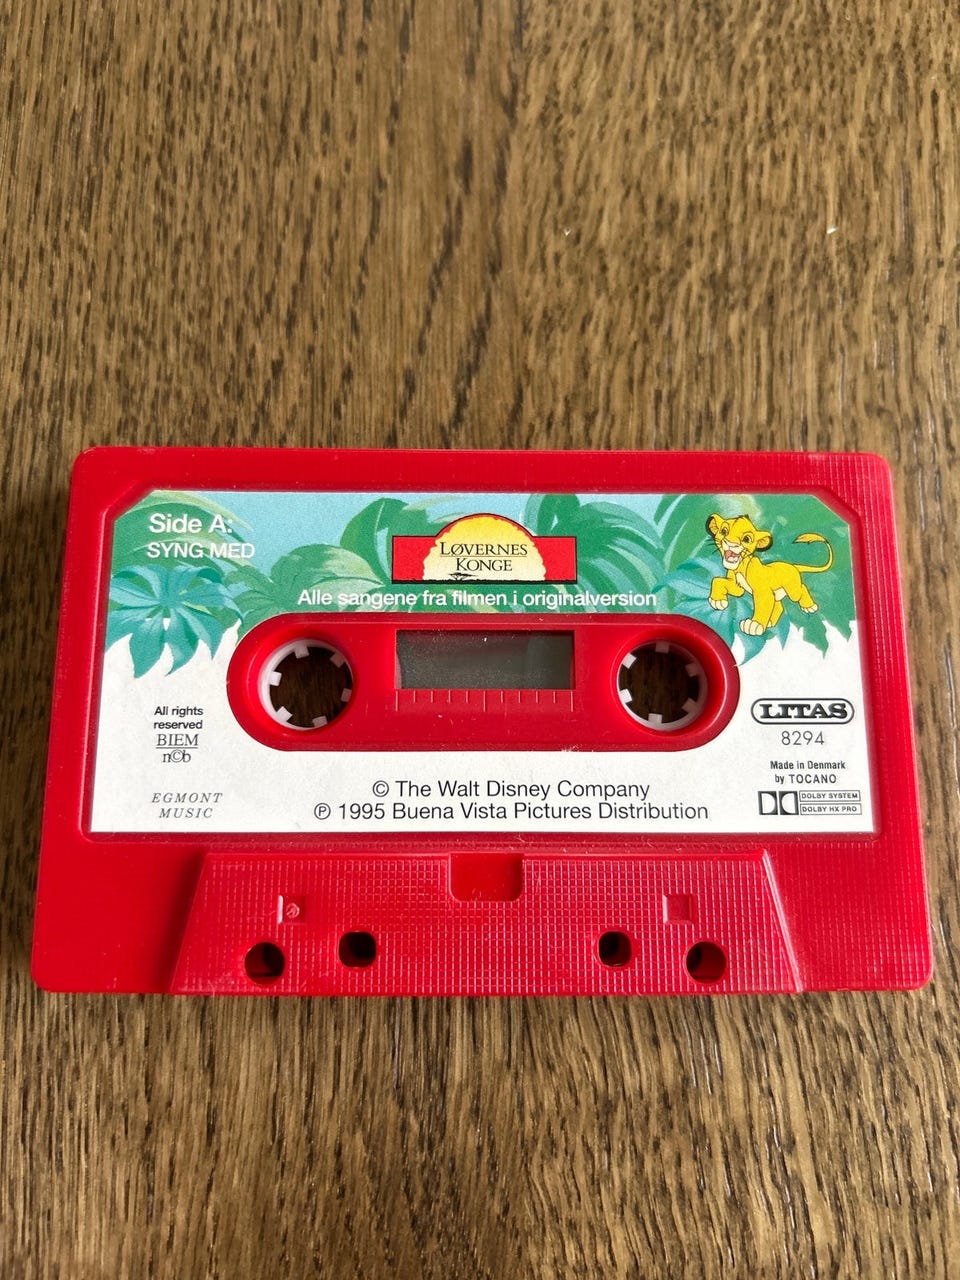 Side A:
SYNG MED
LØVERNES
KONGE
Alle sangene fra filmen i originalversion
All rights
reserved
BIEM
n©b
EGMONT
MUSIC
LITAS
8294
Made in Denmark
by TOCANO
DOLBY SYSTEM
DOLBY HX PRO
© The Walt Disney Company
℗ 1995 Buena Vista Pictures Distribution